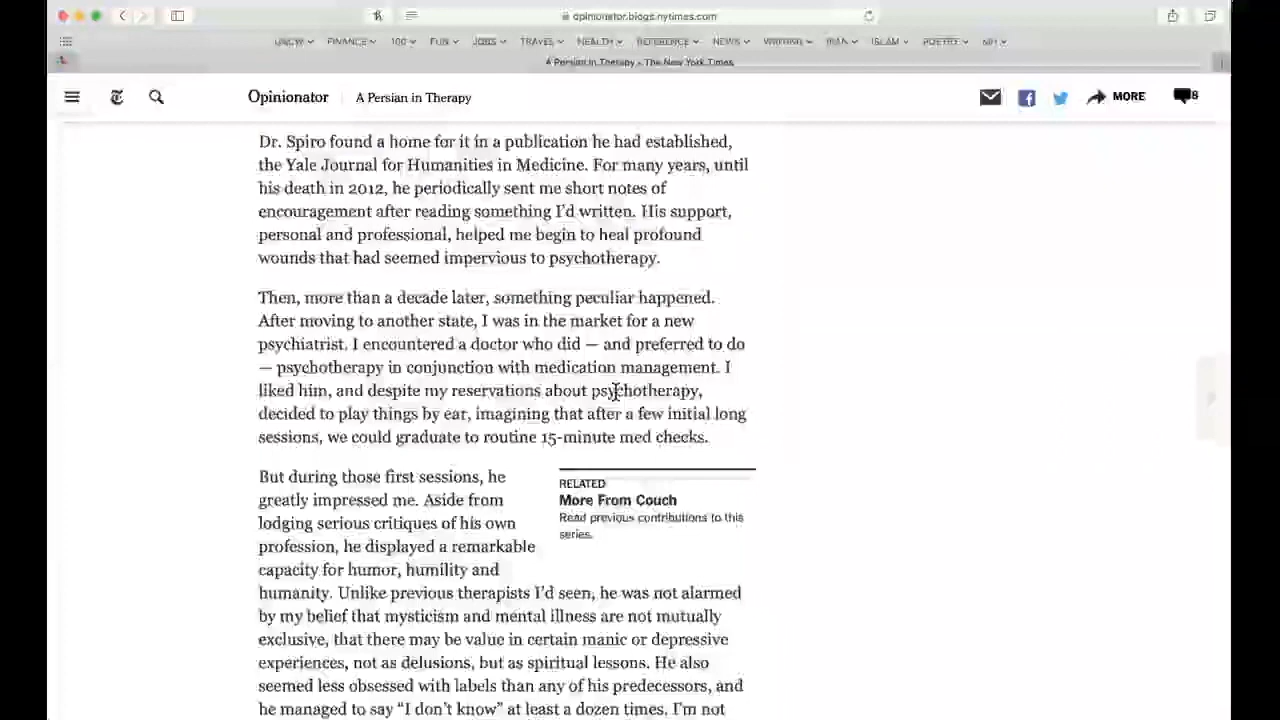 opinionator.blogs.nytimes.com
FINANCE 100 FUN JOBS TRAVEL HEALTH REFERENCE NEWS WRITING IRAN ISLAM POETRY
A Persian in Therapy - The New York Times
Opinionator A Persian in Therapy MORE 8
Dr. Spiro found a home for it in a publication he had established,
the Yale Journal for Humanities in Medicine. For many years, until
his death in 2012, he periodically sent me short notes of
encouragement after reading something I'd written. His support,
personal and professional, helped me begin to heal profound
wounds that had seemed impervious to psychotherapy.
Then, more than a decade later, something peculiar happened.
After moving to another state, I was in the market for a new
psychiatrist. I encountered a doctor who did — and preferred to do
— psychotherapy in conjunction with medication management. I
liked him, and despite my reservations about psychotherapy,
decided to play things by ear, imagining that after a few initial long
sessions, we could graduate to routine 15-minute med checks.
But during those first sessions, he
greatly impressed me. Aside from
lodging serious critiques of his own
profession, he displayed a remarkable
capacity for humor, humility and
humanity. Unlike previous therapists I'd seen, he was not alarmed
by my belief that mysticism and mental illness are not mutually
exclusive, that there may be value in certain manic or depressive
experiences, not as delusions, but as spiritual lessons. He also
seemed less obsessed with labels than any of his predecessors, and
he managed to say “I don't know” at least a dozen times. I'm not
RELATED
More From Couch
Read previous contributions to this
series.